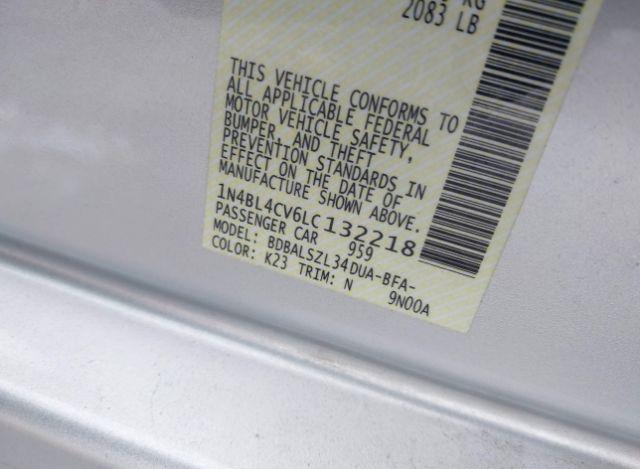 KG
2083 LB
THIS VEHICLE CONFORMS TO
ALL APPLICABLE FEDERAL
MOTOR VEHICLE SAFETY,
BUMPER, AND THEFT
PREVENTION STANDARDS IN
EFFECT ON THE DATE OF
MANUFACTURE SHOWN ABOVE.
1N4BL4CV6LC132218
PASSENGER CAR 959
MODEL: BDBALSZL34DUA-BFA-
COLOR: K23 TRIM: N 9N00A